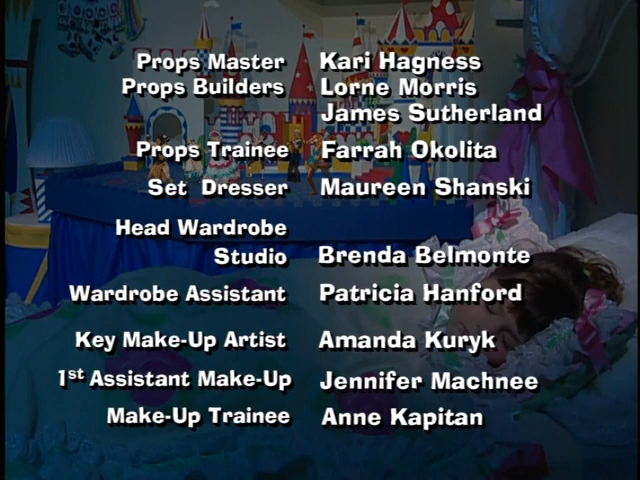 Props Master Kari Hagness
Props Builders Lorne Morris
James Sutherland
Props Trainee Farrah Okolita
Set Dresser Maureen Shanski
Head Wardrobe
Studio Brenda Belmonte
Wardrobe Assistant Patricia Hanford
Key Make-Up Artist Amanda Kuryk
1st Assistant Make-Up Jennifer Machnee
Make-Up Trainee Anne Kapitan